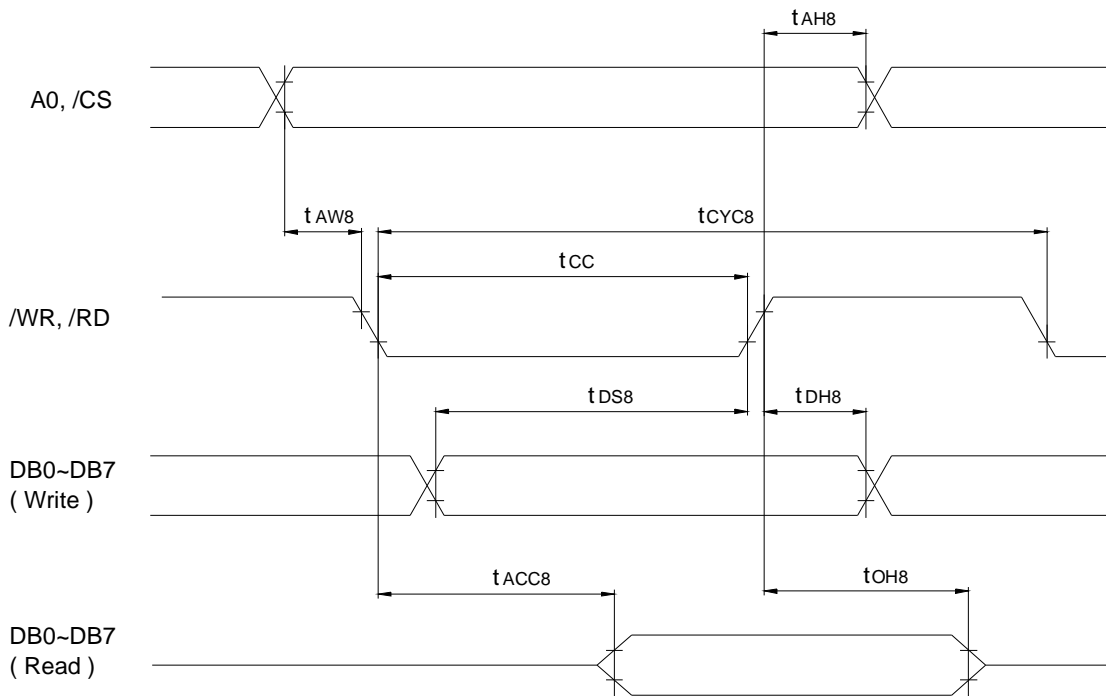 tAH8
A0, /CS
tAW8
tCYC8
tCC
/WR, /RD
tDS8
tDH8
DB0~DB7
( Write )
tACC8
tOH8
DB0~DB7
( Read )